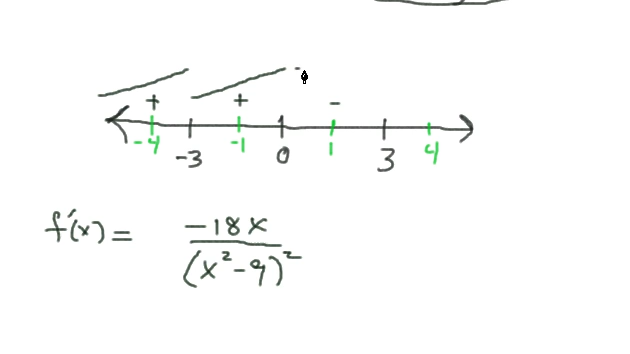 + + -
-4 -3 -1 0 1 3 4
f'(x) = -18x / (x² - 9)²